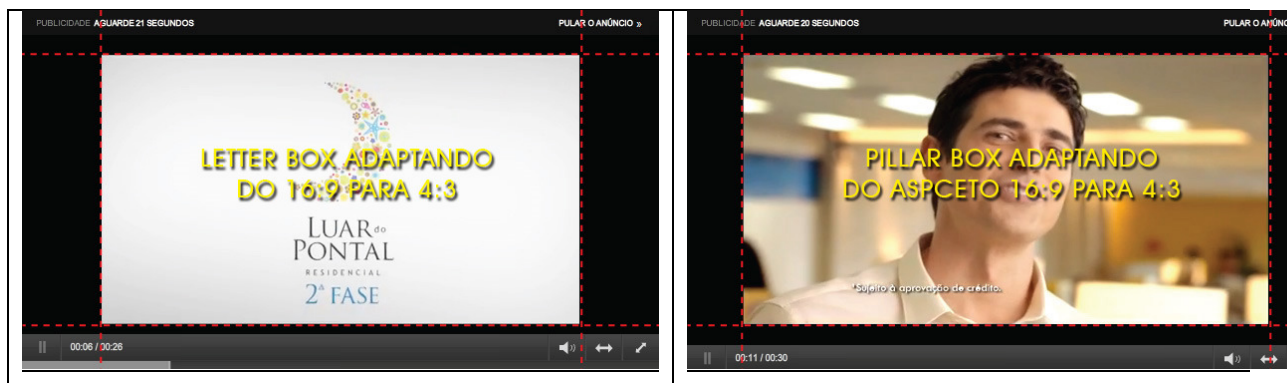 PUBLICIDADE AGUARDE 21 SEGUNDOS
PULAR O ANÚNCIO »
LETTER BOX ADAPTANDO
DO 16:9 PARA 4:3
LUAR do
PONTAL
RESIDENCIAL
2ª FASE
00:06 / 00:26
PUBLICIDADE AGUARDE 20 SEGUNDOS
PULAR O ANÚNC
PILLAR BOX ADAPTANDO
DO ASPCETO 16:9 PARA 4:3
*Sujeito à aprovação de crédito.
00:11 / 00:30